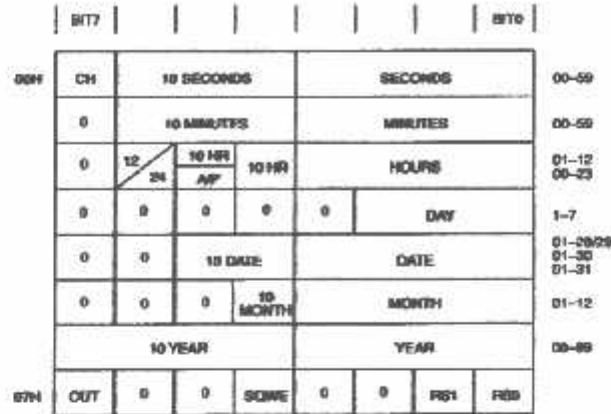 BIT7 BIT0
00H CH 10 SECONDS SECONDS 00–59
0 10 MINUTES MINUTES 00–59
0 12/24 10 HR A/P 10 HR HOURS 01–12 00–23
0 0 0 0 0 DAY 1–7
0 0 10 DATE DATE 01–28/29 01–30 01–31
0 0 0 10 MONTH MONTH 01–12
10 YEAR YEAR 00–99
07H OUT 0 0 SQWE 0 0 RS1 RS0